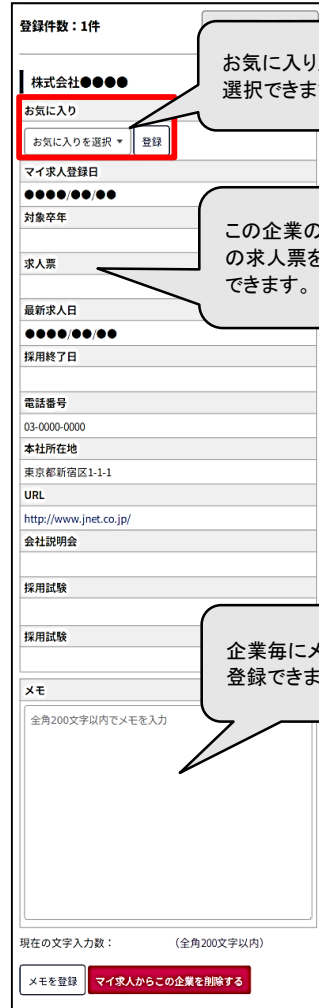 登録件数：1件
お気に入り
選択できま
株式会社●●●●
お気に入り
お気に入りを選択 ▼ 登録
マイ求人登録日
●●●●/●●/●●
対象卒年
この企業の
の求人票を
できます。
求人票
最新求人日
●●●●/●●/●●
採用終了日
電話番号
03-0000-0000
本社所在地
東京都新宿区1-1-1
URL
http://www.jnet.co.jp/
会社説明会
採用試験
採用試験
企業毎にメ
登録できま
メモ
全角200文字以内でメモを入力
現在の文字入力数： （全角200文字以内）
メモを登録 マイ求人からこの企業を削除する